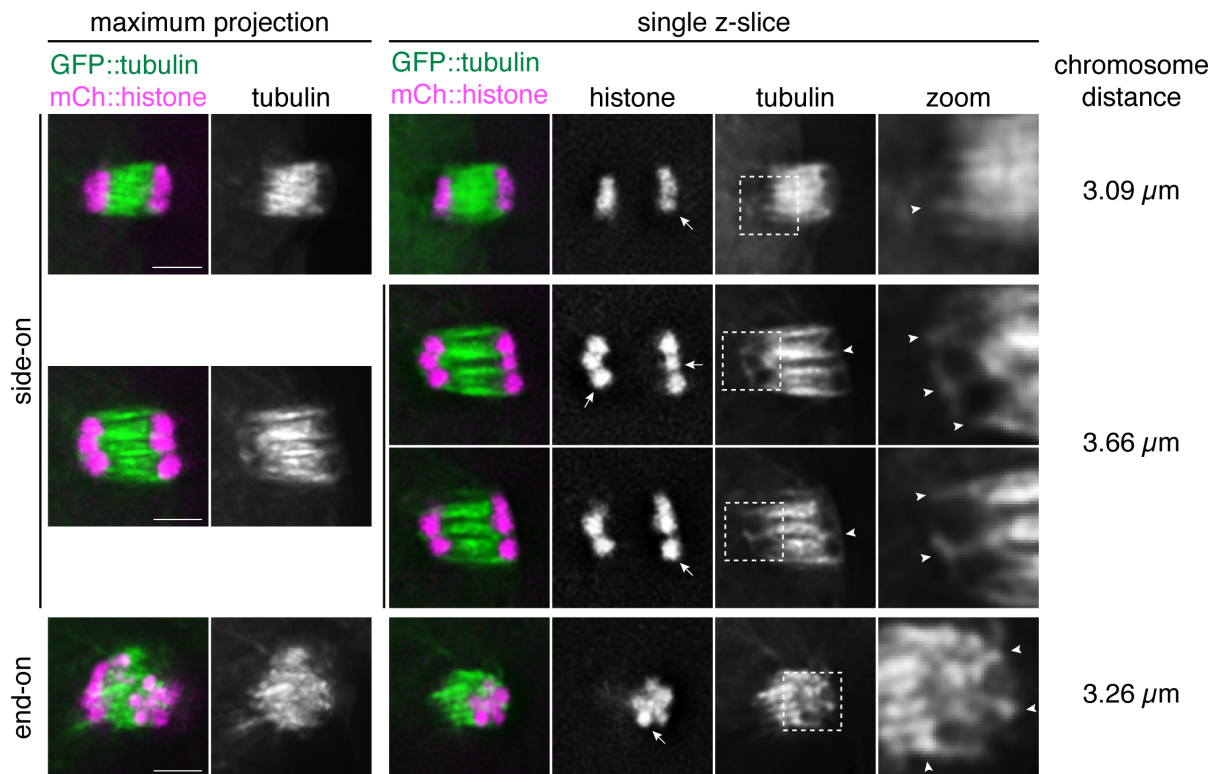 maximum projection
single z-slice
GFP::tubulin
mCh::histone
tubulin
GFP::tubulin
mCh::histone
histone
tubulin
zoom
chromosome
distance
side-on
3.09 µm
3.66 µm
end-on
3.26 µm